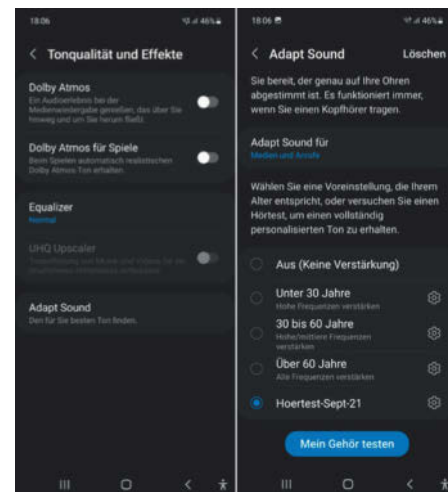 18:06
46%
Tonqualität und Effekte
Dolby Atmos
Ein Audioerlebnis bei der
Medienwiedergabe genießen, das über Sie
hinweg und um Sie herum fließt.
Dolby Atmos für Spiele
Beim Spielen automatisch realistischen
Dolby Atmos-Ton erhalten.
Equalizer
Normal
UHQ Upscaler
Adapt Sound
Den für Sie besten Ton finden.
18:06
46%
Adapt Sound
Löschen
Sie bereit, der genau auf Ihre Ohren
abgestimmt ist. Es funktioniert immer,
wenn Sie einen Kopfhörer tragen.
Adapt Sound für
Medien und Anrufe
Wählen Sie eine Voreinstellung, die Ihrem
Alter entspricht, oder versuchen Sie einen
Hörtest, um einen vollständig
personalisierten Ton zu erhalten.
Aus (Keine Verstärkung)
Unter 30 Jahre
Hohe Frequenzen verstärken
30 bis 60 Jahre
Hohe/mittlere Frequenzen
verstärken
Über 60 Jahre
Alle Frequenzen verstärken
Hoertest-Sept-21
Mein Gehör testen